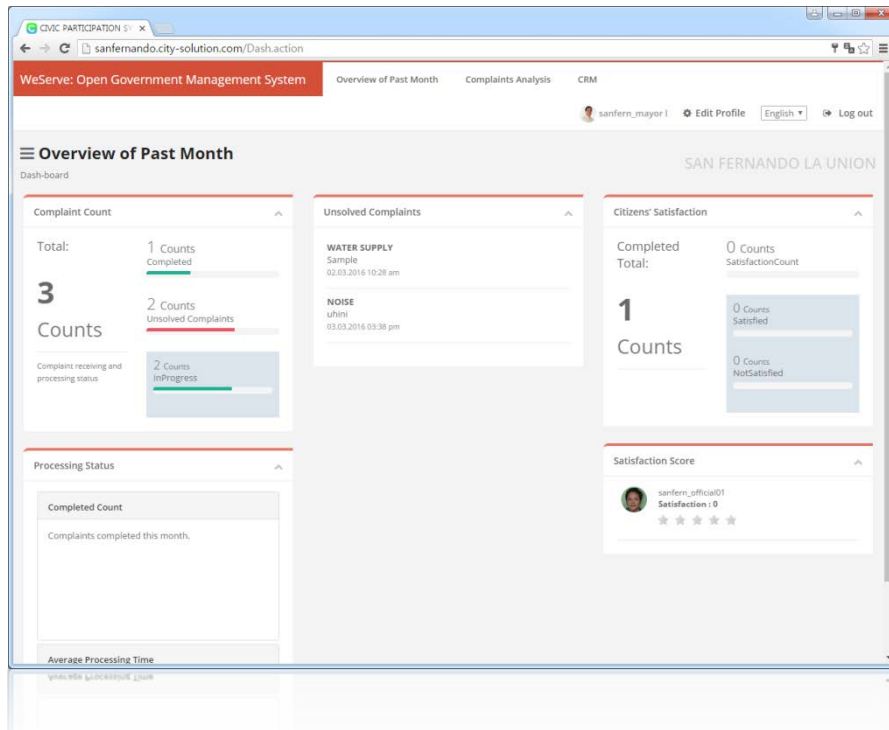 CIVIC PARTICIPATION SY
sanfernando.city-solution.com/Dash.action
WeServe: Open Government Management System
Overview of Past Month
Complaints Analysis
CRM
sanfern_mayor l
Edit Profile
English
Log out
Overview of Past Month
Dash-board
SAN FERNANDO LA UNION
Complaint Count
Total:
3
Counts
Complaint receiving and
processing status
1 Counts
Completed
2 Counts
Unsolved Complaints
2 Counts
InProgress
Unsolved Complaints
WATER SUPPLY
Sample
02.03.2016 10:28 am
NOISE
uhini
03.03.2016 03:38 pm
Citizens' Satisfaction
Completed
Total:
1
Counts
0 Counts
SatisfactionCount
0 Counts
Satisfied
0 Counts
NotSatisfied
Processing Status
Completed Count
Complaints completed this month.
Average Processing Time
Satisfaction Score
sanfern_official01
Satisfaction : 0